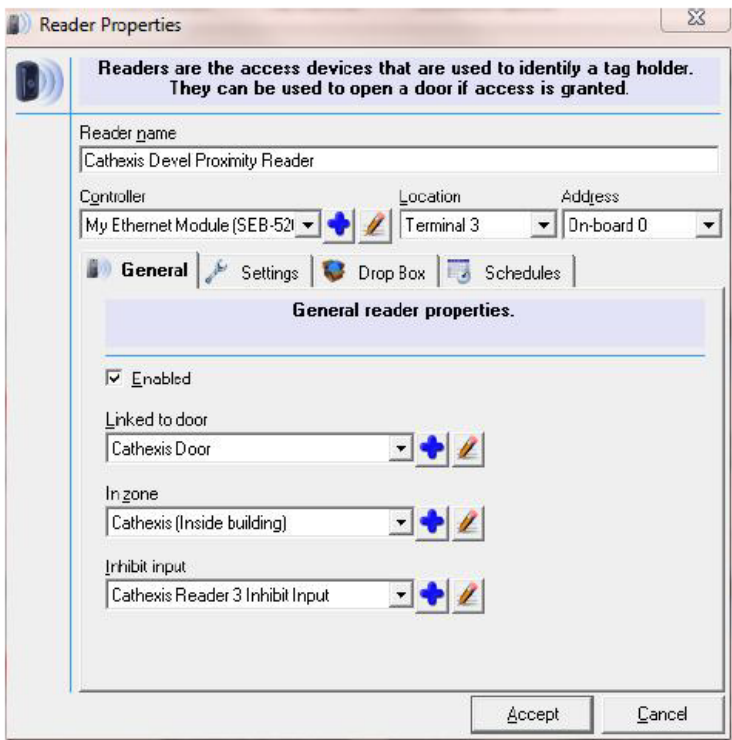 Reader Properties
Readers are the access devices that are used to identify a tag holder.
They can be used to open a door if access is granted.
Reader name
Cathexis Devel Proximity Reader
Controller Location Address
My Ethernet Module (SEB-520 Terminal 3 On-board 0
General Settings Drop Box Schedules
General reader properties.
Enabled
Linked to door
Cathexis Door
In zone
Cathexis (Inside building)
Inhibit input
Cathexis Reader 3 Inhibit Input
Accept Cancel